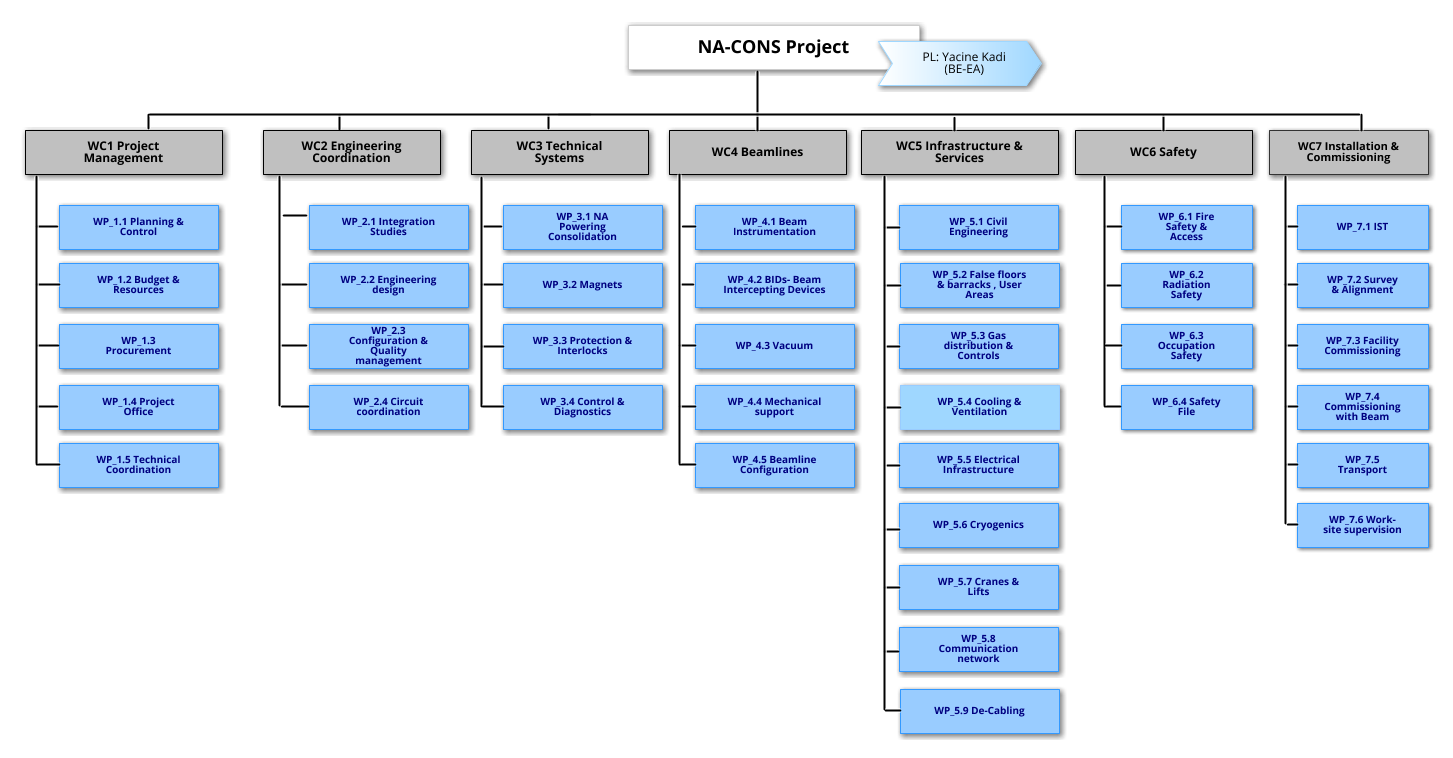 NA-CONS Project
PL: Yacine Kadi
(BE-EA)
WC1 Project
Management
WP_1.1 Planning &
Control
WP_1.2 Budget &
Resources
WP_1.3
Procurement
WP_1.4 Project
Office
WP_1.5 Technical
Coordination
WC2 Engineering
Coordination
WP_2.1 Integration
Studies
WP_2.2 Engineering
design
WP_2.3
Configuration &
Quality
management
WP_2.4 Circuit
coordination
WC3 Technical
Systems
WP_3.1 NA
Powering
Consolidation
WP_3.2 Magnets
WP_3.3 Protection &
Interlocks
WP_3.4 Control &
Diagnostics
WC4 Beamlines
WP_4.1 Beam
Instrumentation
WP_4.2 BIDs- Beam
Intercepting Devices
WP_4.3 Vacuum
WP_4.4 Mechanical
support
WP_4.5 Beamline
Configuration
WC5 Infrastructure &
Services
WP_5.1 Civil
Engineering
WP_5.2 False floors
& barracks , User
Areas
WP_5.3 Gas
distribution &
Controls
WP_5.4 Cooling &
Ventilation
WP_5.5 Electrical
Infrastructure
WP_5.6 Cryogenics
WP_5.7 Cranes &
Lifts
WP_5.8
Communication
network
WP_5.9 De-Cabling
WC6 Safety
WP_6.1 Fire
Safety &
Access
WP_6.2
Radiation
Safety
WP_6.3
Occupation
Safety
WP_6.4 Safety
File
WC7 Installation &
Commissioning
WP_7.1 IST
WP_7.2 Survey
& Alignment
WP_7.3 Facility
Commissioning
WP_7.4
Commissioning
with Beam
WP_7.5
Transport
WP_7.6 Work-
site supervision